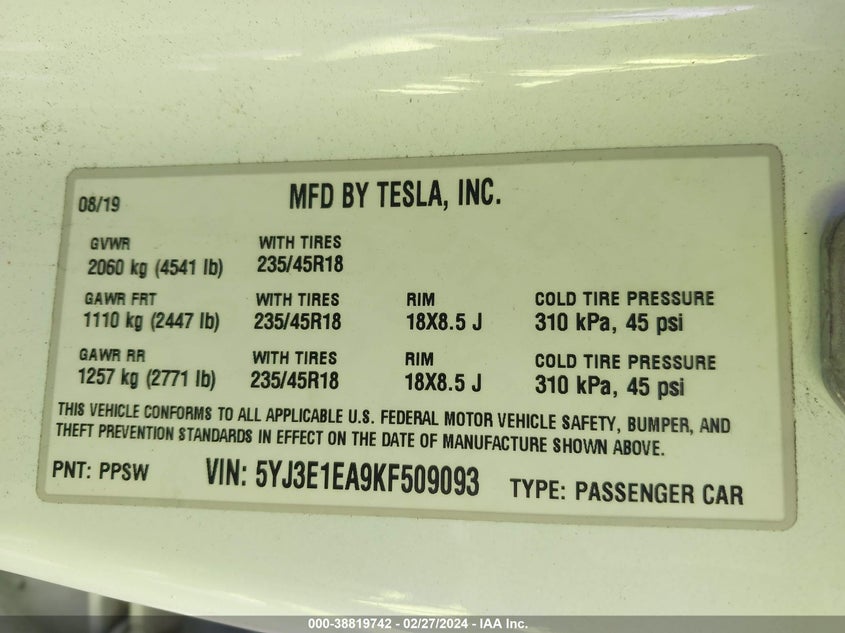 08/19 MFD BY TESLA, INC.
GVWR WITH TIRES
2060 kg (4541 lb) 235/45R18
GAWR FRT WITH TIRES RIM COLD TIRE PRESSURE
1110 kg (2447 lb) 235/45R18 18X8.5 J 310 kPa, 45 psi
GAWR RR WITH TIRES RIM COLD TIRE PRESSURE
1257 kg (2771 lb) 235/45R18 18X8.5 J 310 kPa, 45 psi
THIS VEHICLE CONFORMS TO ALL APPLICABLE U.S. FEDERAL MOTOR VEHICLE SAFETY, BUMPER, AND
THEFT PREVENTION STANDARDS IN EFFECT ON THE DATE OF MANUFACTURE SHOWN ABOVE.
PNT: PPSW VIN: 5YJ3E1EA9KF509093 TYPE: PASSENGER CAR
000-38819742 - 02/27/2024 - IAA Inc.